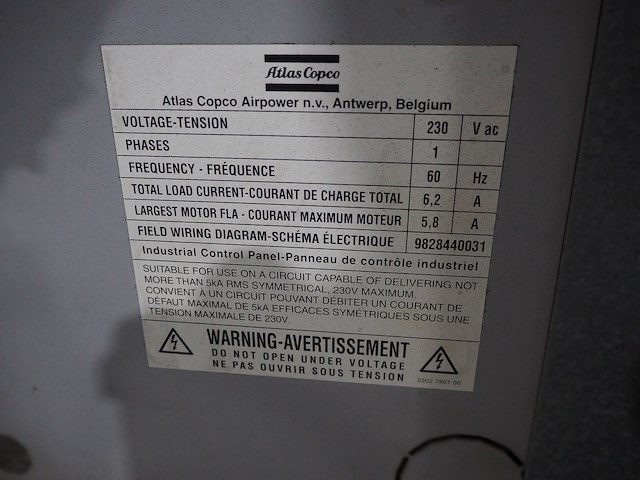 Atlas Copco
Atlas Copco Airpower n.v., Antwerp, Belgium
VOLTAGE-TENSION 230 V ac
PHASES 1
FREQUENCY - FRÉQUENCE 60 Hz
TOTAL LOAD CURRENT-COURANT DE CHARGE TOTAL 6,2 A
LARGEST MOTOR FLA - COURANT MAXIMUM MOTEUR 5,8 A
FIELD WIRING DIAGRAM-SCHÉMA ÉLECTRIQUE 9828440031
Industrial Control Panel-Panneau de contrôle industriel
SUITABLE FOR USE ON A CIRCUIT CAPABLE OF DELIVERING NOT
MORE THAN 5kA RMS SYMMETRICAL, 230V MAXIMUM.
CONVIENT À UN CIRCUIT POUVANT DÉBITER UN COURANT DE
DÉFAUT MAXIMAL DE 5kA EFFICACES SYMÉTRIQUES SOUS UNE
TENSION MAXIMALE DE 230V.
WARNING-AVERTISSEMENT
DO NOT OPEN UNDER VOLTAGE
NE PAS OUVRIR SOUS TENSION
2202 7801 00